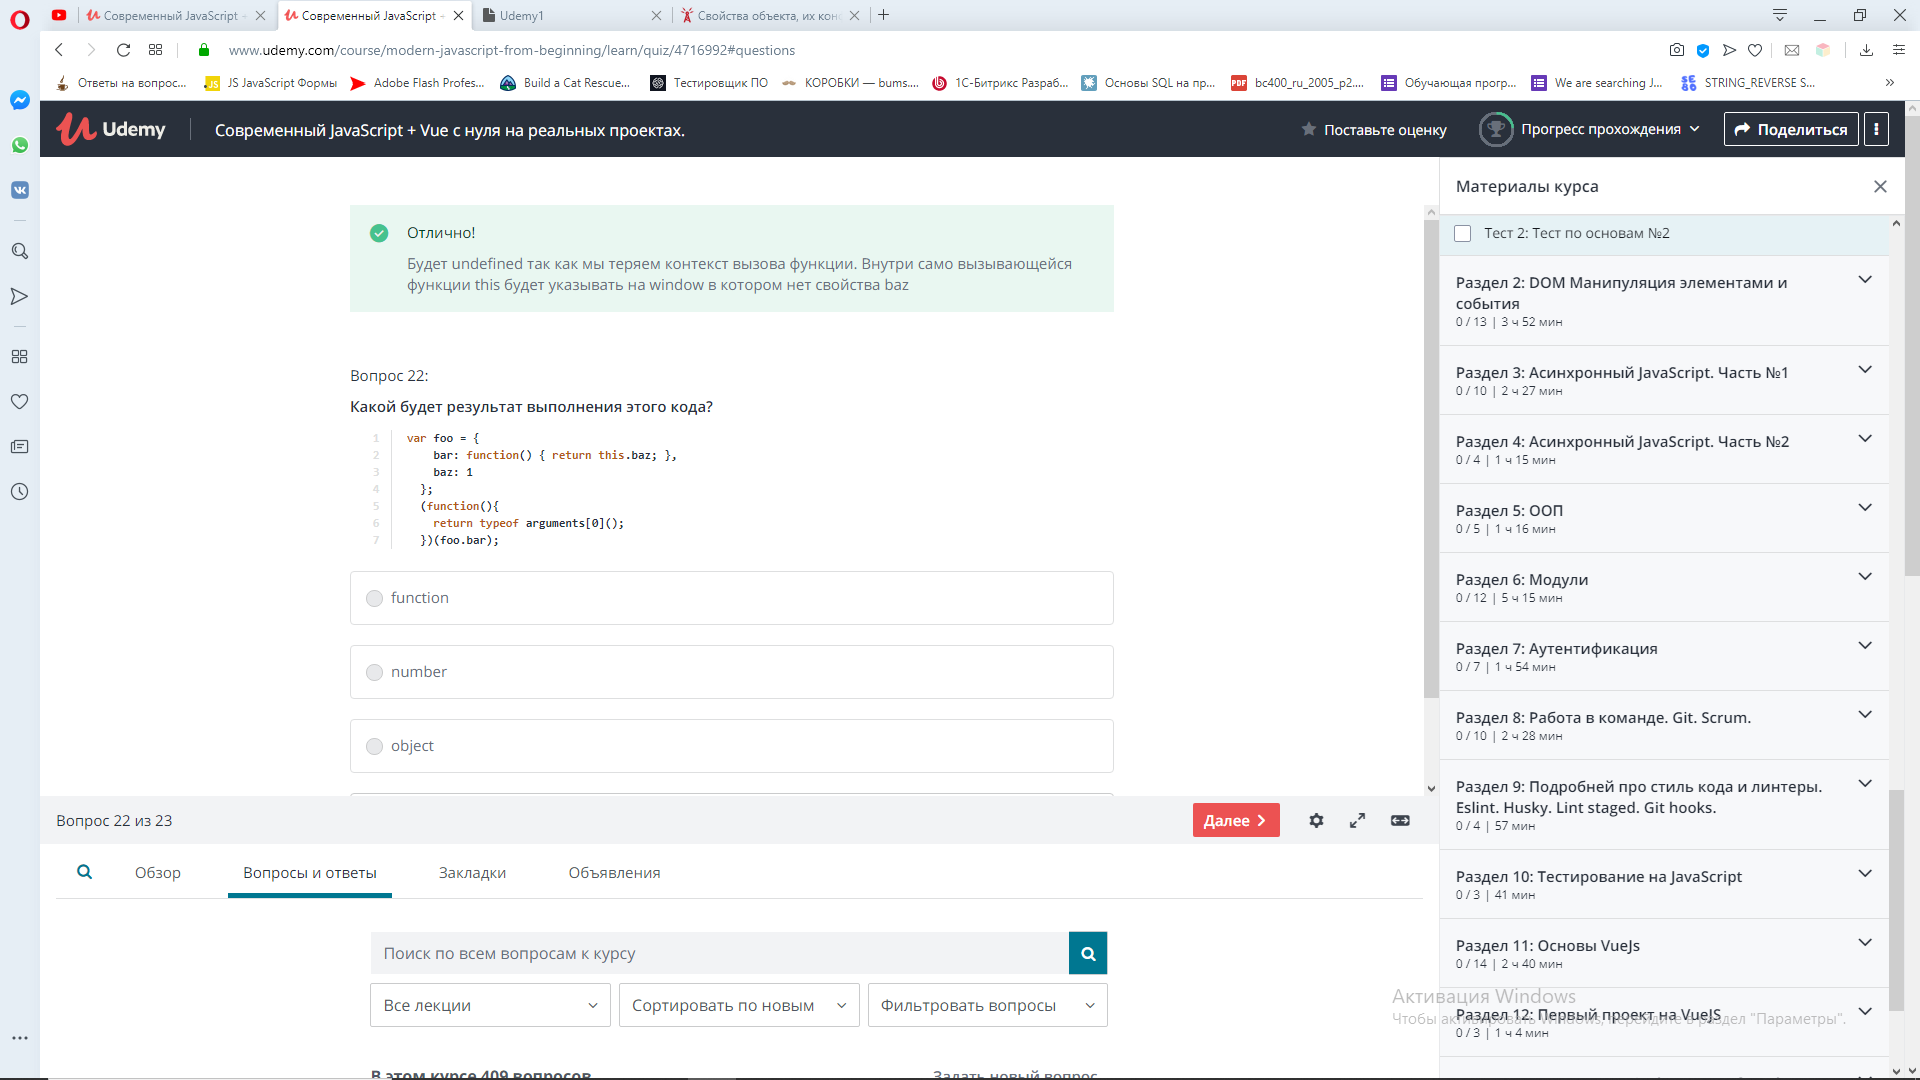 Современный JavaScript +
Современный JavaScript +
Udemy1
Свойства объекта, их кон
www.udemy.com/course/modern-javascript-from-beginning/learn/quiz/4716992#questions
Ответы на вопрос...
JS JavaScript Формы
Adobe Flash Profes...
Build a Cat Rescue...
Тестировщик ПО
КОРОБКИ — bums....
1С-Битрикс Разраб...
Основы SQL на пр...
PDF bc400_ru_2005_p2....
Обучающая прогр...
We are searching J...
STRING_REVERSE S...
Udemy
Современный JavaScript + Vue с нуля на реальных проектах.
Поставьте оценку
Прогресс прохождения
Поделиться
Отлично!
Будет undefined так как мы теряем контекст вызова функции. Внутри само вызывающейся
функции this будет указывать на window в котором нет свойства baz
Вопрос 22:
Какой будет результат выполнения этого кода?
1 var foo = {
2 bar: function() { return this.baz; },
3 baz: 1
4 };
5 (function(){
6 return typeof arguments[0]();
7 })(foo.bar);
function
number
object
Вопрос 22 из 23
Далее
Обзор
Вопросы и ответы
Закладки
Объявления
Поиск по всем вопросам к курсу
Все лекции
Сортировать по новым
Фильтровать вопросы
В этом курсе 409 вопросов
Задать новый вопрос
Материалы курса
Тест 2: Тест по основам №2
Раздел 2: DOM Манипуляция элементами и
события
0 / 13 | 3 ч 52 мин
Раздел 3: Асинхронный JavaScript. Часть №1
0 / 10 | 2 ч 27 мин
Раздел 4: Асинхронный JavaScript. Часть №2
0 / 4 | 1 ч 15 мин
Раздел 5: ООП
0 / 5 | 1 ч 16 мин
Раздел 6: Модули
0 / 12 | 5 ч 15 мин
Раздел 7: Аутентификация
0 / 7 | 1 ч 54 мин
Раздел 8: Работа в команде. Git. Scrum.
0 / 10 | 2 ч 28 мин
Раздел 9: Подробней про стиль кода и линтеры.
Eslint. Husky. Lint staged. Git hooks.
0 / 4 | 57 мин
Раздел 10: Тестирование на JavaScript
0 / 3 | 41 мин
Раздел 11: Основы VueJs
0 / 14 | 2 ч 40 мин
Активация Windows
Чтобы активировать Windows, перейдите в раздел "Параметры".
Раздел 12: Первый проект на VueJS
0 / 3 | 1 ч 4 мин